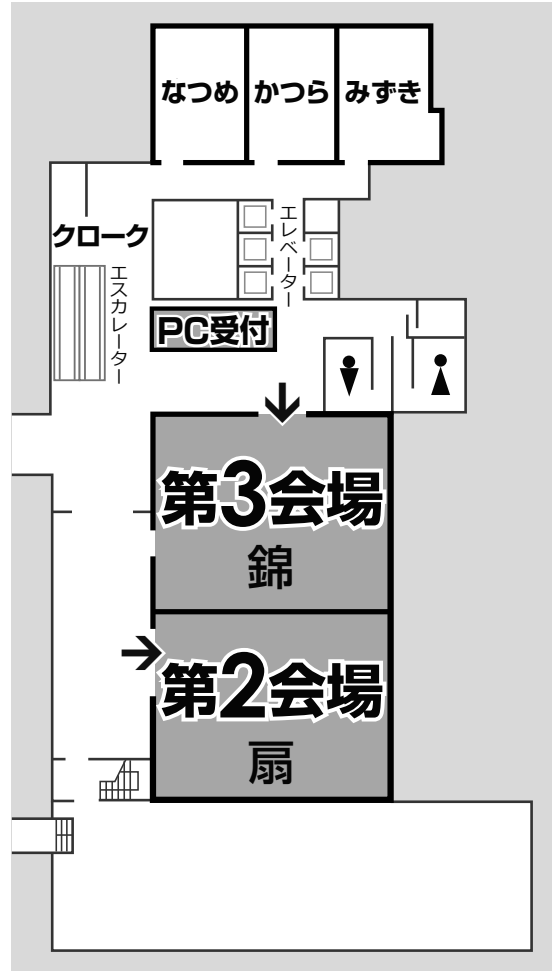 なつめ かつら みずき
クローク
エレベーター
エスカレーター
PC受付
第3会場
錦
第2会場
扇